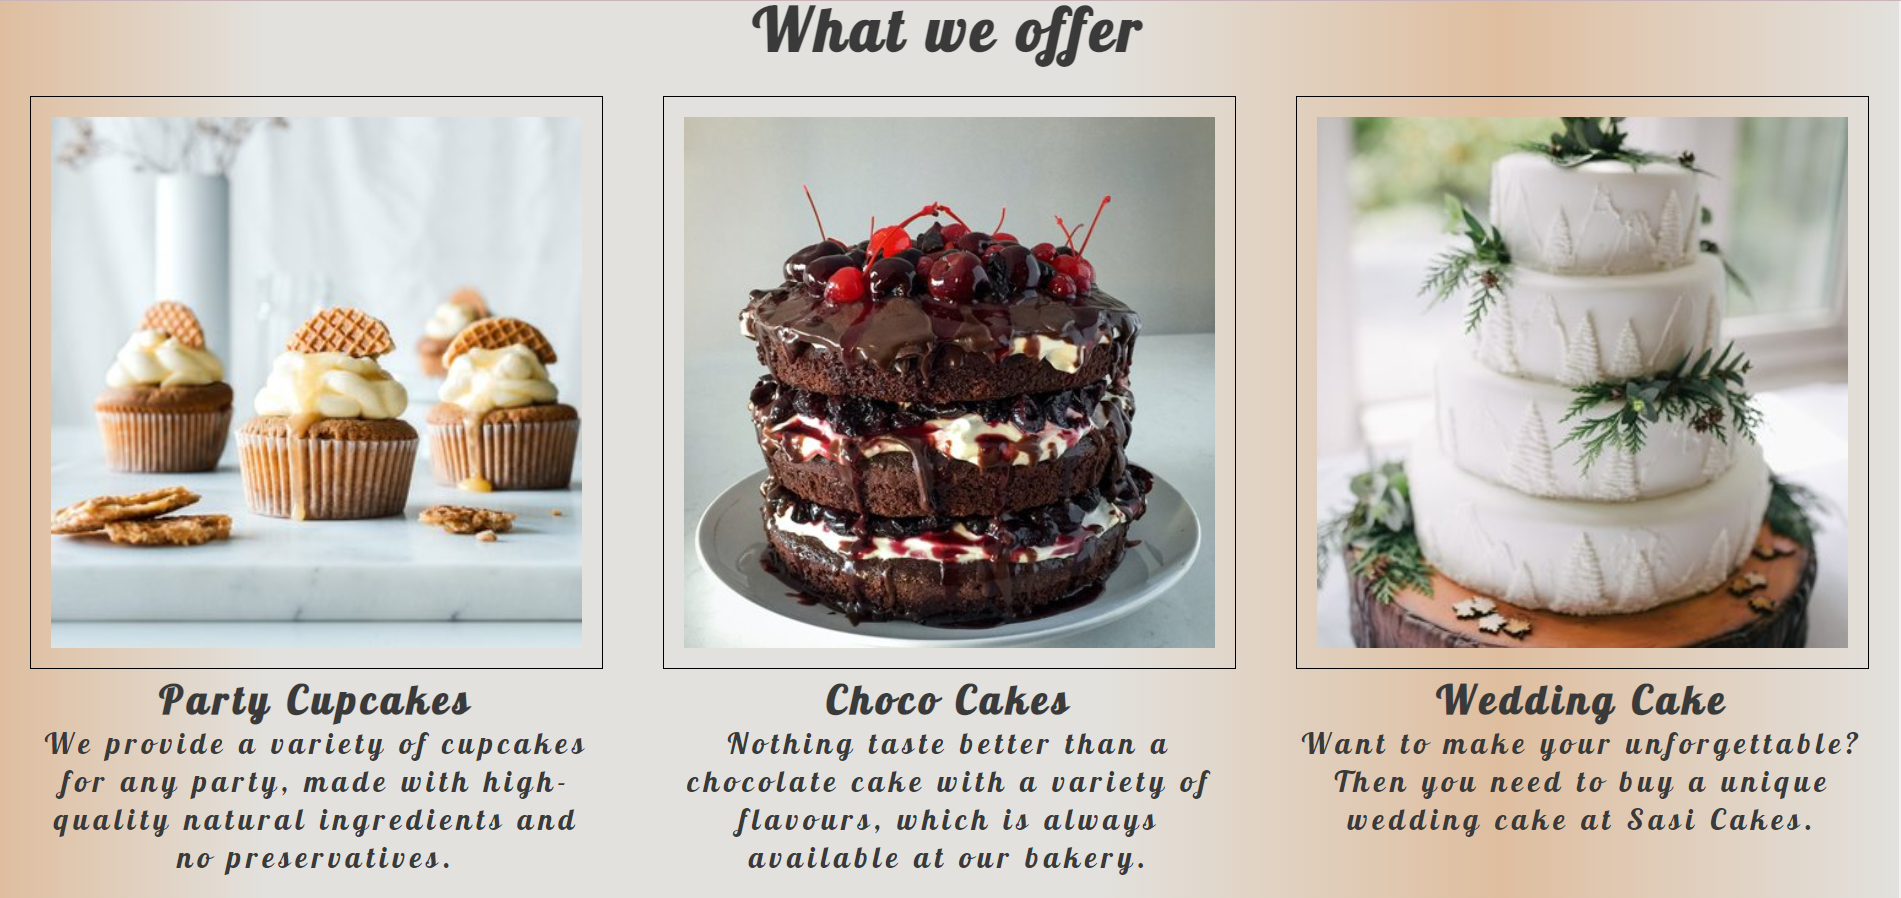 What we offer
Party Cupcakes
We provide a variety of cupcakes
for any party, made with high-
quality natural ingredients and
no preservatives.
Choco Cakes
Nothing taste better than a
chocolate cake with a variety of
flavours, which is always
available at our bakery.
Wedding Cake
Want to make your unforgettable?
Then you need to buy a unique
wedding cake at Sasi Cakes.